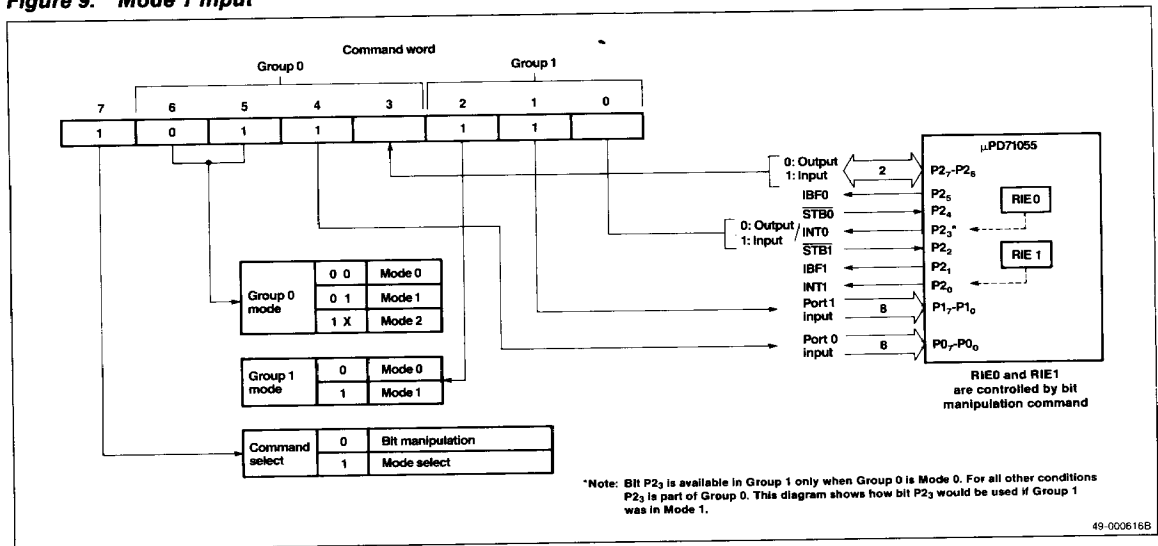 Figure 9. Mode 1 Input
Command word
Group 0 Group 1
7 6 5 4 3 2 1 0
1 0 1 1 1 1
μPD71055
0: Output
1: Input
2 P2₇-P2₆
IBF0 P2₅ RIE0
STB0 P2₄
0: Output
1: Input / INT0 P2₃*
STB1 P2₂ RIE 1
IBF1 P2₁
INT1 P2₀
Port 1
input 8 P1₇-P1₀
Port 0
input 8 P0₇-P0₀
RIE0 and RIE1
are controlled by bit
manipulation command
Group 0
mode
0 0 Mode 0
0 1 Mode 1
1 X Mode 2
Group 1
mode
0 Mode 0
1 Mode 1
Command
select
0 Bit manipulation
1 Mode select
*Note: Bit P2₃ is available in Group 1 only when Group 0 is Mode 0. For all other conditions
P2₃ is part of Group 0. This diagram shows how bit P2₃ would be used if Group 1
was in Mode 1.
49-000616B